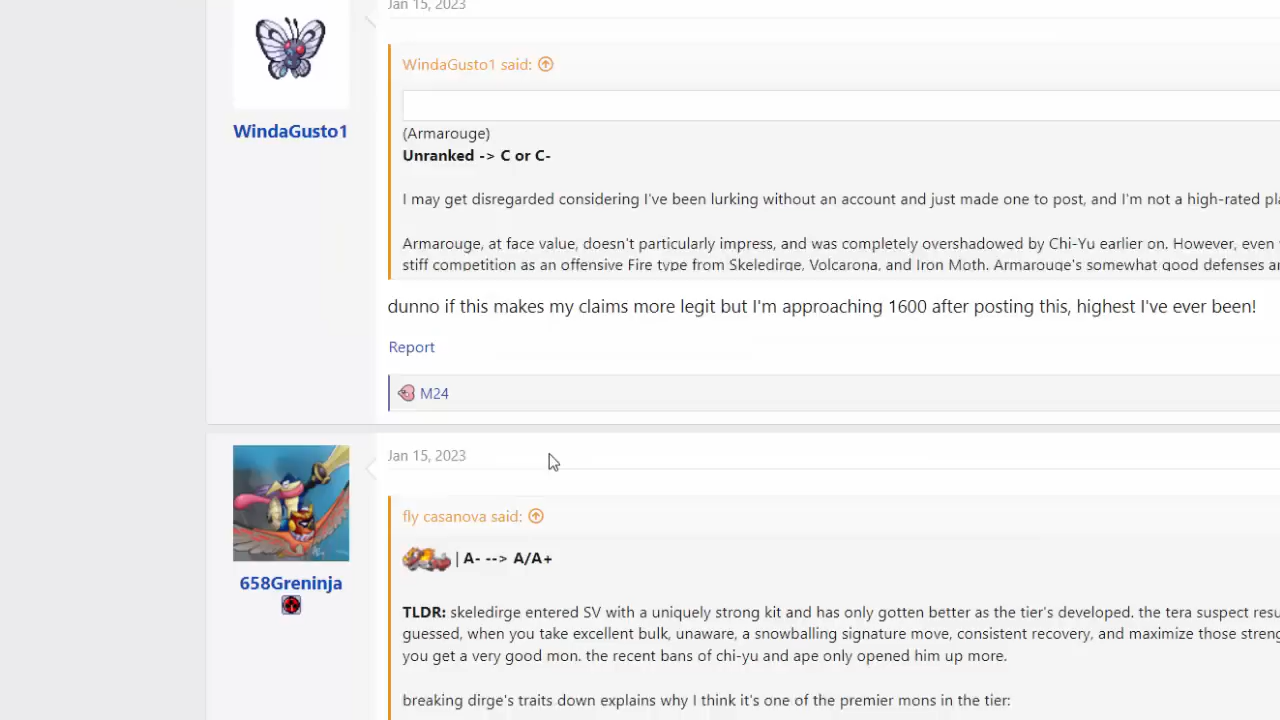 Jan 15, 2023
WindaGusto1
WindaGusto1 said:
(Armarouge)
Unranked -> C or C-
I may get disregarded considering I've been lurking without an account and just made one to post, and I'm not a high-rated
Armarouge, at face value, doesn't particularly impress, and was completely overshadowed by Chi-Yu earlier on. However, even
stiff competition as an offensive Fire type from Skeledirge, Volcarona, and Iron Moth. Armarouge's somewhat good defenses
dunno if this makes my claims more legit but I'm approaching 1600 after posting this, highest I've ever been!
Report
M24
Jan 15, 2023
658Greninja
fly casanova said:
| A- --> A/A+
TLDR: skeledirge entered SV with a uniquely strong kit and has only gotten better as the tier's developed. the tera suspect
guessed, when you take excellent bulk, unaware, a snowballing signature move, consistent recovery, and maximize those
you get a very good mon. the recent bans of chi-yu and ape only opened him up more.
breaking dirge's traits down explains why I think it's one of the premier mons in the tier: